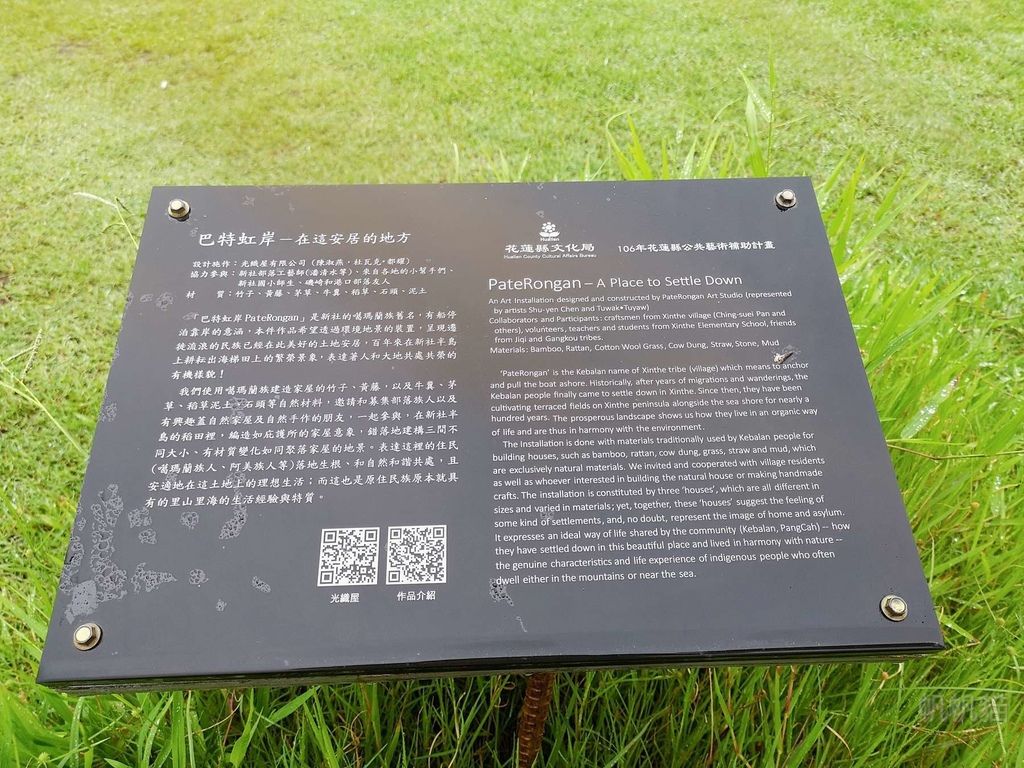 巴特虹岸－在這安居的地方
設計施作：光織屋有限公司 (陳淑燕，杜瓦克•都耀)
協力參與：新社部落工藝師(潘清水等)、來自各地的小幫手們、
新社國小師生、磯崎和港口部落友人
材　　質：竹子、黃藤、茅草、牛糞、稻草、石頭、泥土
「巴特虹岸PateRongan」是新社的噶瑪蘭族舊名，有船停
泊靠岸的意涵，本件作品希望透過環境地景的裝置，呈現遷
徙流浪的民族已經在此美好的土地安居，百年來在新社半島
上耕耘出海梯田上的繁榮景象，表達著人和大地共處共榮的
有機樣貌！
我們使用噶瑪蘭族建造家屋的竹子、黃藤，以及牛糞、茅
草、稻草泥土、石頭等自然材料，邀請和募集部落族人以及
有興趣蓋自然家屋及自然手作的朋友，一起參與，在新社半
島的稻田裡，編造如庇護所的家屋意象，錯落地建構三間不
同大小、有材質變化如同聚落家屋的地景。表達這裡的住民
(噶瑪蘭族人、阿美族人等)落地生根、和自然和諧共處，且
安適地在這土地上的理想生活；而這也是原住民族原本就具
有的里山里海的生活經驗與特質。
光織屋
作品介紹
Hualien
花蓮縣文化局
Hualien County Cultural Affairs Bureau
106年花蓮縣公共藝術補助計畫
PateRongan – A Place to Settle Down
An Art Installation designed and constructed by PateRongan Art Studio (represented
by artists Shu-yen Chen and Tuwak•Tuyaw)
Collaborators and Participants: craftsmen from Xinthe village (Ching-suei Pan and
others), volunteers, teachers and students from Xinthe Elementary School, friends
from Jiqi and Gangkou tribes.
Materials: Bamboo, Rattan, Cotton Wool Grass, Cow Dung, Straw, Stone, Mud
'PateRongan' is the Kebalan name of Xinthe tribe (village) which means to anchor
and pull the boat ashore. Historically, after years of migrations and wanderings, the
Kebalan people finally came to settle down in Xinthe. Since then, they have been
cultivating terraced fields on Xinthe peninsula alongside the sea shore for nearly a
hundred years. The prosperous landscape shows us how they live in an organic way
of life and are thus in harmony with the environment.
The Installation is done with materials traditionally used by Kebalan people for
building houses, such as bamboo, rattan, cow dung, grass, straw and mud, which
are exclusively natural materials. We invited and cooperated with village residents
as well as whoever interested in building the natural house or making handmade
crafts. The installation is constituted by three 'houses', which are all different in
sizes and varied in materials; yet, together, these 'houses' suggest the feeling of
some kind of settlements, and, no doubt, represent the image of home and asylum.
It expresses an ideal way of life shared by the community (Kebalan, PangCah) -- how
they have settled down in this beautiful place and lived in harmony with nature --
the genuine characteristics and life experience of indigenous people who often
dwell either in the mountains or near the sea.